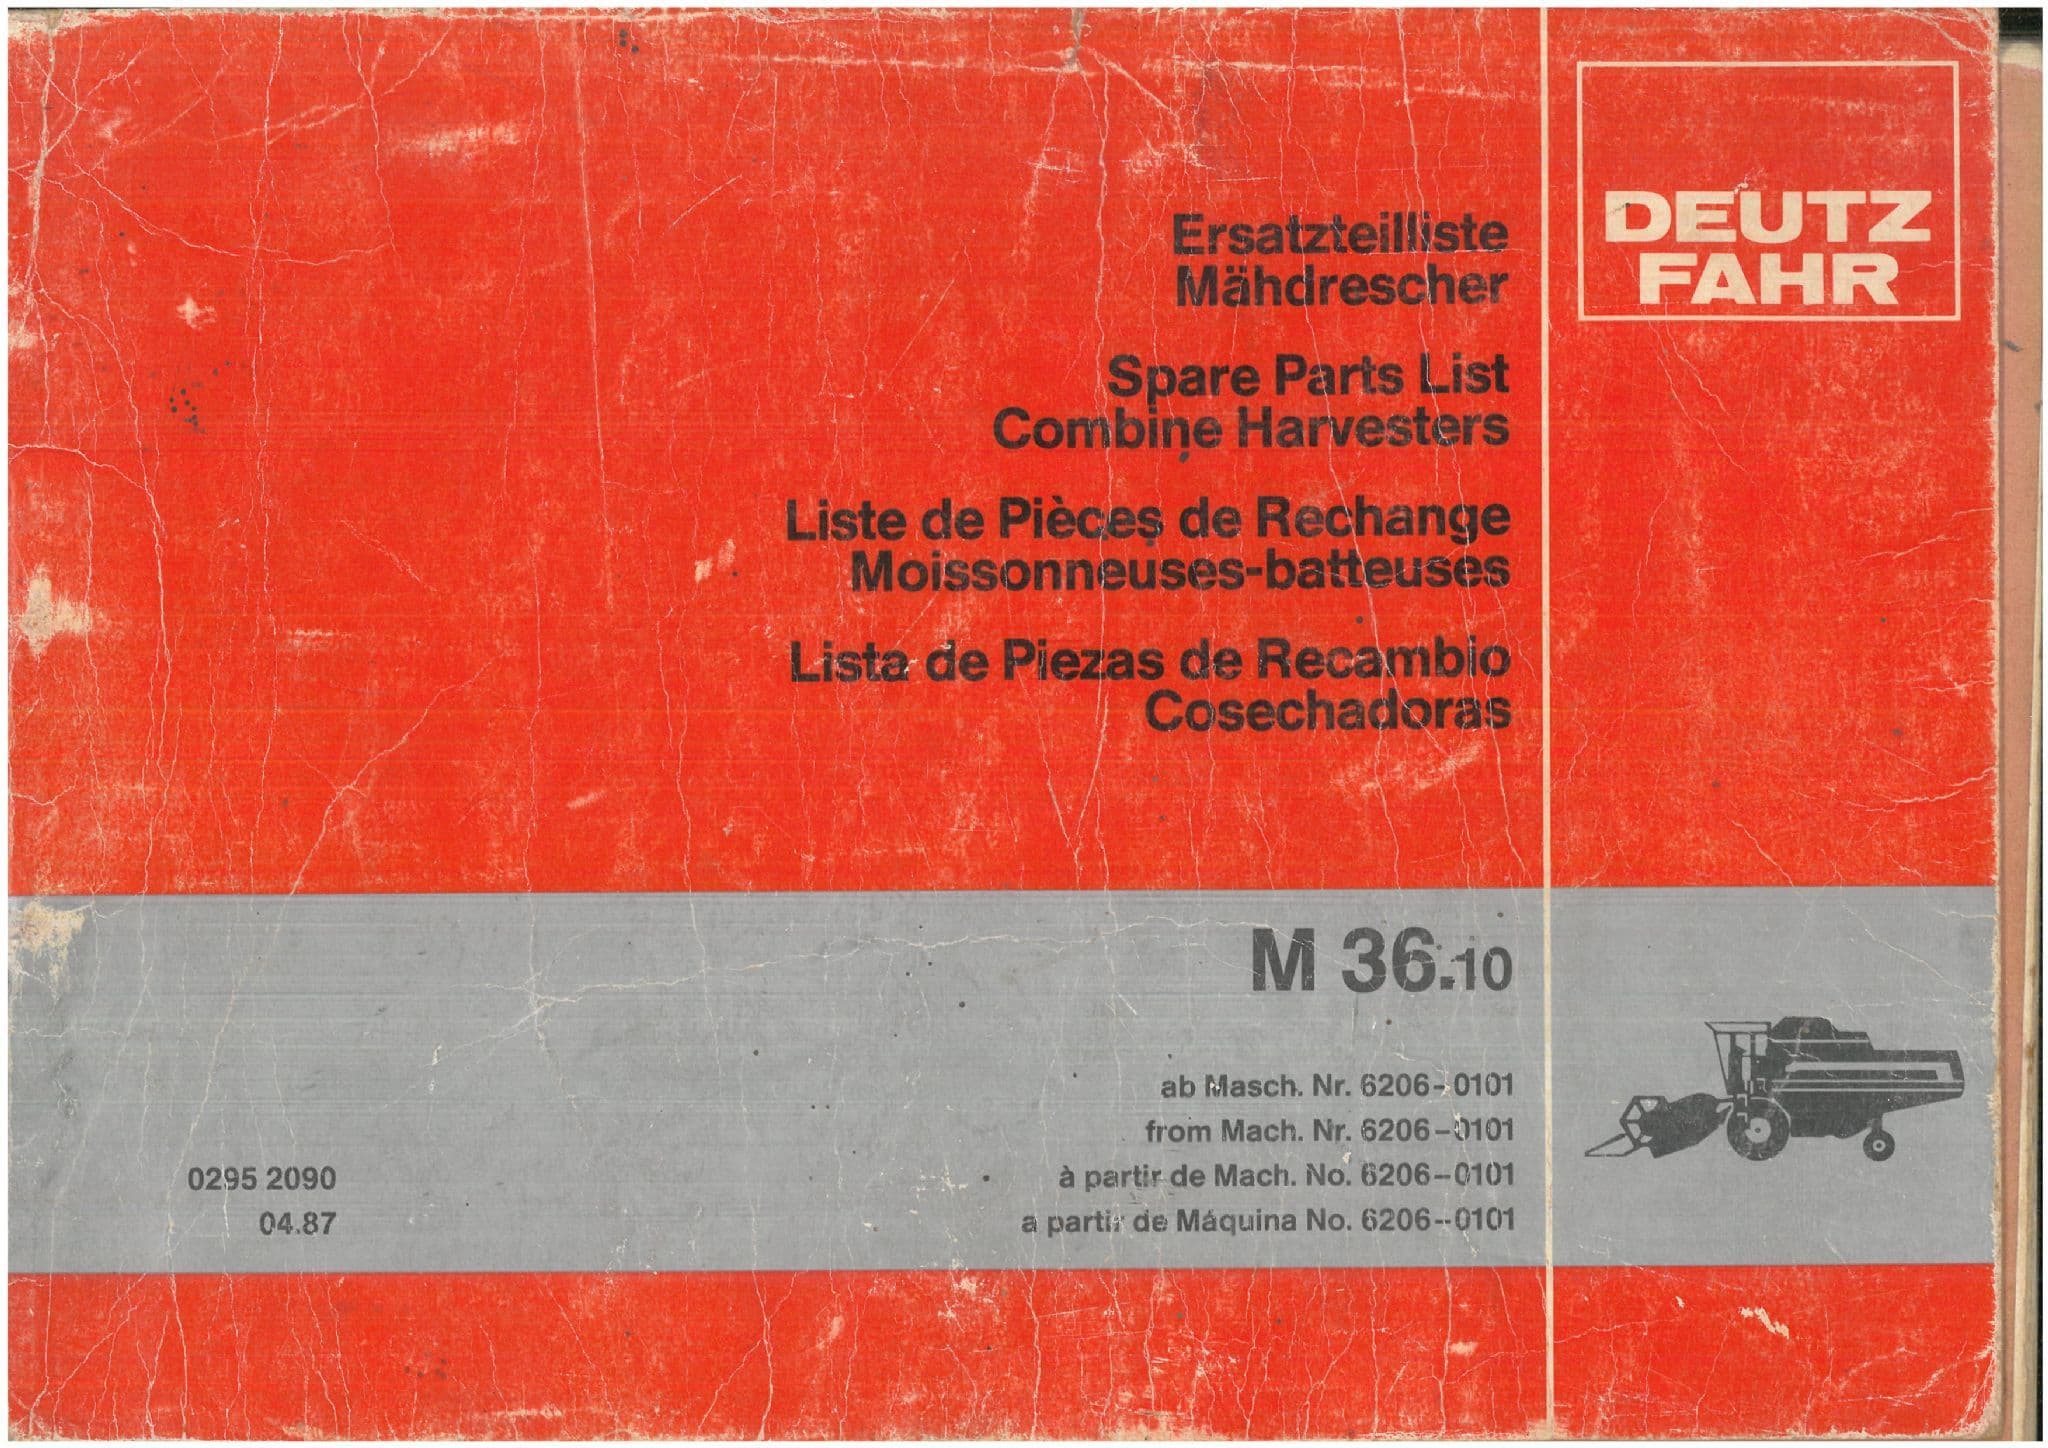 DEUTZ
FAHR
Ersatzteilliste
Mähdrescher
Spare Parts List
Combine Harvesters
Liste de Pièces de Rechange
Moissonneuses-batteuses
Lista de Piezas de Recambio
Cosechadoras
M 36.10
ab Masch. Nr. 6206-0101
from Mach. Nr. 6206-0101
à partir de Mach. No. 6206-0101
a partir de Máquina No. 6206-0101
0295 2090
04.87